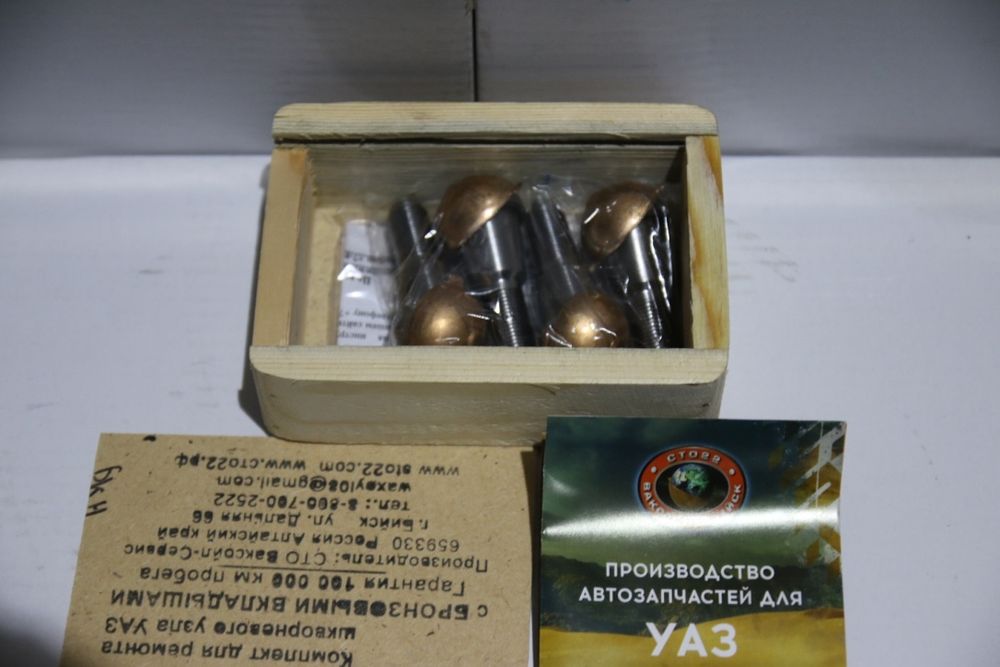 Комплект для ремонта
шкворневого узла УАЗ
с БРОНЗОВЫМИ ВКЛАДЫШАМИ
Гарантия 100 000 км пробега
Производитель: СТО Ваксойл-Сервис
659330 Россия Алтайский край
г.Бийск ул. Дальняя 66
тел.: 8-800-700-2522
waxoyl08@gmail.com
www sto22.com www.сто22.рф
СТО22
ПРОИЗВОДСТВО
АВТОЗАПЧАСТЕЙ ДЛЯ
УАЗ